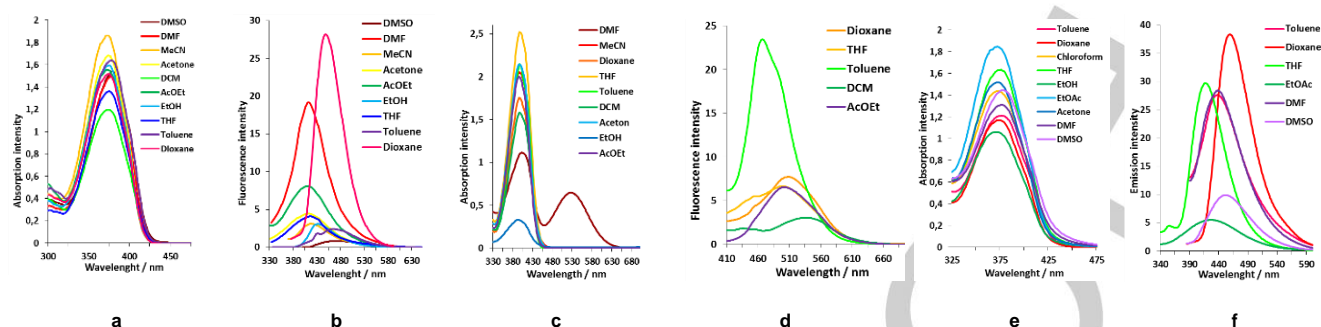 DMSO
DMF
MeCN
Acetone
DCM
AcOEt
EtOH
THF
Toluene
Dioxane
Absorption intensity
2
1,8
1,6
1,4
1,2
1
0,8
0,6
0,4
0,2
0
300 350 400 450
Wavelenght / nm
a
DMSO
DMF
MeCN
Acetone
AcOEt
EtOH
THF
Toluene
Dioxane
Fluorescence intensity
30
25
20
15
10
5
0
330 380 430 480 530 580 630
Wavelenght / nm
b
DMF
MeCN
Dioxane
THF
Toluene
DCM
Aceton
EtOH
AcOEt
Absorption intensity
3
2,5
2
1,5
1
0,5
0
330 380 430 480 530 580 630 680
Wavelenght / nm
c
Dioxane
THF
Toluene
DCM
AcOEt
Fluorescence intensity
25
20
15
10
5
0
410 460 510 560 610 660
Wavelength / nm
d
Toluene
Dioxane
Chloroform
THF
EtOH
EtOAc
Acetone
DMF
DMSO
Absorption intensity
2
1,8
1,6
1,4
1,2
1
0,8
0,6
0,4
0,2
0
325 375 425 475
Wavelenght / nm
e
Toluene
Dioxane
THF
EtOAc
DMF
DMSO
Emission intensity
40
35
30
25
20
15
10
5
0
340 390 440 490 540 590
Wavelenght / nm
f